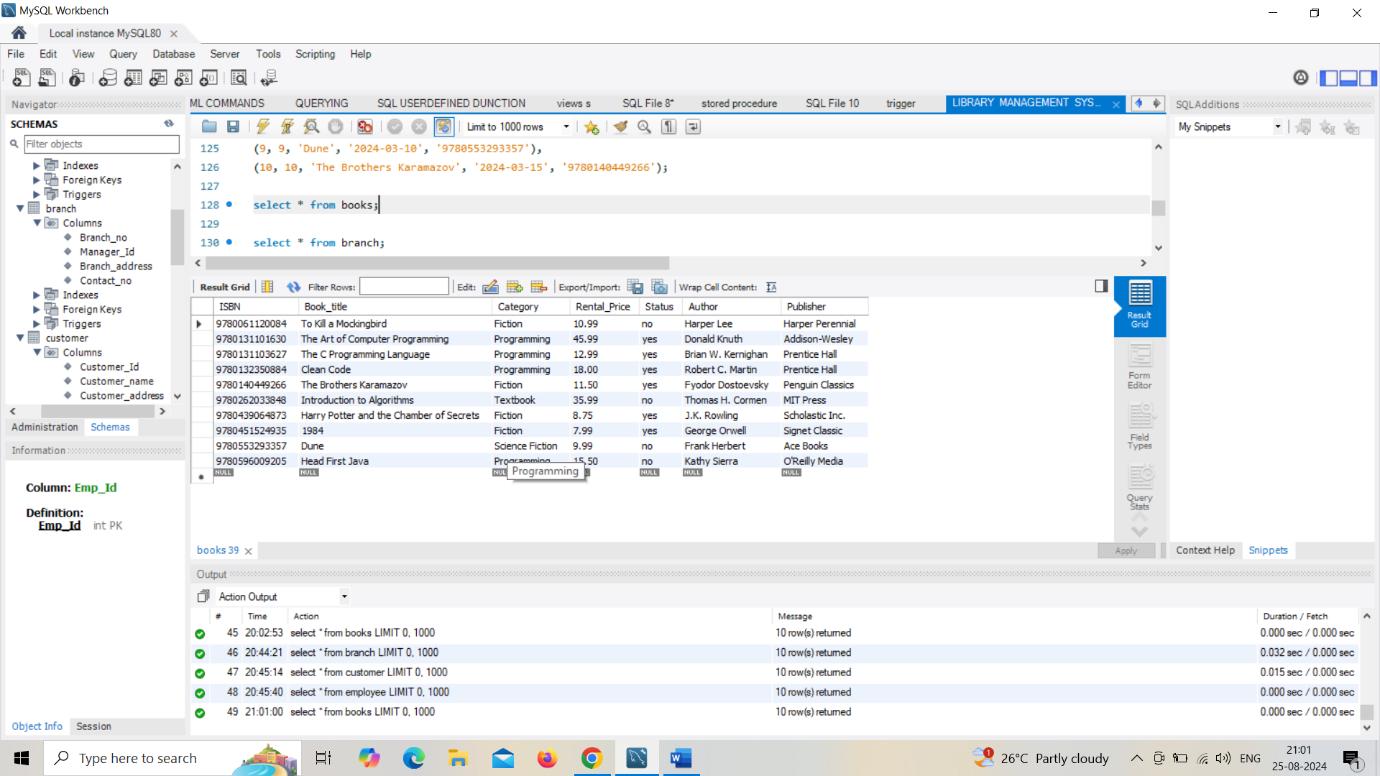 MySQL Workbench
Local instance MySQL80
File Edit View Query Database Server Tools Scripting Help
Navigator
SCHEMAS
Filter objects
Indexes
Foreign Keys
Triggers
branch
Columns
Branch_no
Manager_Id
Branch_address
Contact_no
Indexes
Foreign Keys
Triggers
customer
Columns
Customer_Id
Customer_name
Customer_address
Administration Schemas
Information
Column: Emp_Id
Definition:
Emp_Id int PK
Object Info Session
ML COMMANDS QUERYING SQL USERDEFINED DUNCTION views s SQL File 8* stored procedure SQL File 10 trigger LIBRARY MANAGEMENT SYS...
Limit to 1000 rows
125 (9, 9, 'Dune', '2024-03-10', '9780553293357'),
126 (10, 10, 'The Brothers Karamazov', '2024-03-15', '9780140449266');
127
128 select * from books;
129
130 select * from branch;
Result Grid Filter Rows: Edit: Export/Import: Wrap Cell Content:
ISBN Book_title Category Rental_Price Status Author Publisher
9780061120084 To Kill a Mockingbird Fiction 10.99 no Harper Lee Harper Perennial
9780131101630 The Art of Computer Programming Programming 45.99 yes Donald Knuth Addison-Wesley
9780131103627 The C Programming Language Programming 12.99 yes Brian W. Kernighan Prentice Hall
9780132350884 Clean Code Programming 18.00 yes Robert C. Martin Prentice Hall
9780140449266 The Brothers Karamazov Fiction 11.50 yes Fyodor Dostoevsky Penguin Classics
9780262033848 Introduction to Algorithms Textbook 35.99 no Thomas H. Cormen MIT Press
9780439064873 Harry Potter and the Chamber of Secrets Fiction 8.75 yes J.K. Rowling Scholastic Inc.
9780451524935 1984 Fiction 7.99 yes George Orwell Signet Classic
9780553293357 Dune Science Fiction 9.99 no Frank Herbert Ace Books
9780596009205 Head First Java Programming 15.50 no Kathy Sierra O'Reilly Media
NULL NULL NULL NULL NULL NULL
Programming
Result Grid
Form Editor
Field Types
Query Stats
books 39
Apply
SQLAdditions
My Snippets
Context Help Snippets
Output
Action Output
# Time Action Message Duration / Fetch
45 20:02:53 select * from books LIMIT 0, 1000 10 row(s) returned 0.000 sec / 0.000 sec
46 20:44:21 select * from branch LIMIT 0, 1000 10 row(s) returned 0.032 sec / 0.000 sec
47 20:45:14 select * from customer LIMIT 0, 1000 10 row(s) returned 0.015 sec / 0.000 sec
48 20:45:40 select * from employee LIMIT 0, 1000 10 row(s) returned 0.000 sec / 0.000 sec
49 21:01:00 select * from books LIMIT 0, 1000 10 row(s) returned 0.000 sec / 0.000 sec
Type here to search
1
26°C Partly cloudy
ENG
21:01
25-08-2024
1